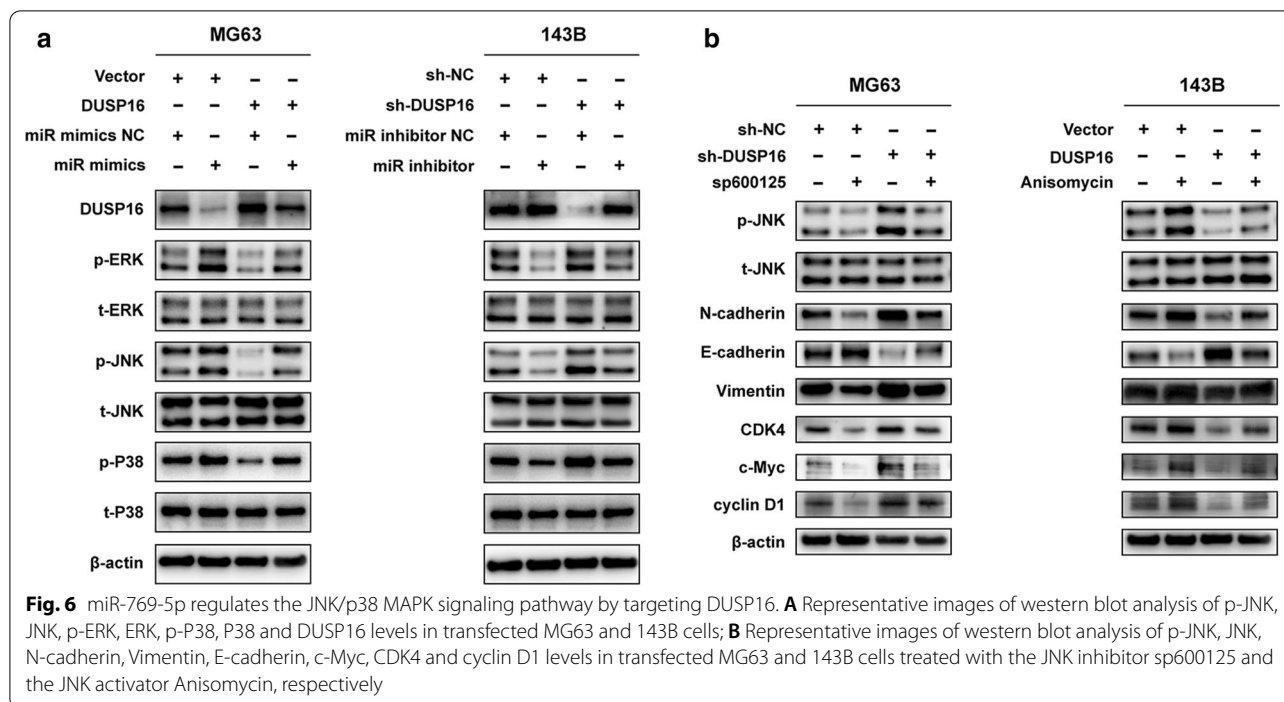 a
MG63
143B
Vector + + – –
DUSP16 – – + +
miR mimics NC + – + –
miR mimics – + – +
sh-NC + + – –
sh-DUSP16 – – + +
miR inhibitor NC + – + –
miR inhibitor – + – +
DUSP16
p-ERK
t-ERK
p-JNK
t-JNK
p-P38
t-P38
β-actin
b
MG63
143B
sh-NC + + – –
sh-DUSP16 – – + +
sp600125 – + – +
Vector + + – –
DUSP16 – – + +
Anisomycin – + – +
p-JNK
t-JNK
N-cadherin
E-cadherin
Vimentin
CDK4
c-Myc
cyclin D1
β-actin
Fig. 6 miR-769-5p regulates the JNK/p38 MAPK signaling pathway by targeting DUSP16. A Representative images of western blot analysis of p-JNK,
JNK, p-ERK, ERK, p-P38, P38 and DUSP16 levels in transfected MG63 and 143B cells; B Representative images of western blot analysis of p-JNK, JNK,
N-cadherin, Vimentin, E-cadherin, c-Myc, CDK4 and cyclin D1 levels in transfected MG63 and 143B cells treated with the JNK inhibitor sp600125 and
the JNK activator Anisomycin, respectively